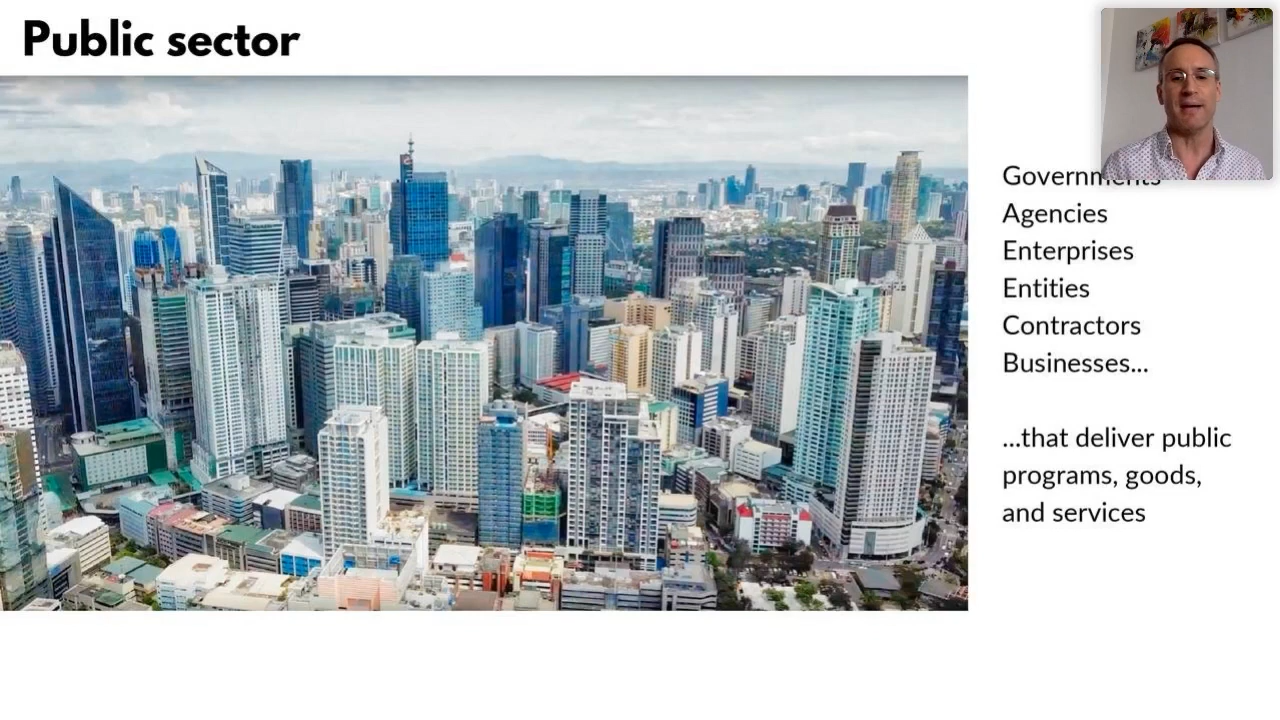 Public sector
Governments
Agencies
Enterprises
Entities
Contractors
Businesses...
...that deliver public
programs, goods,
and services